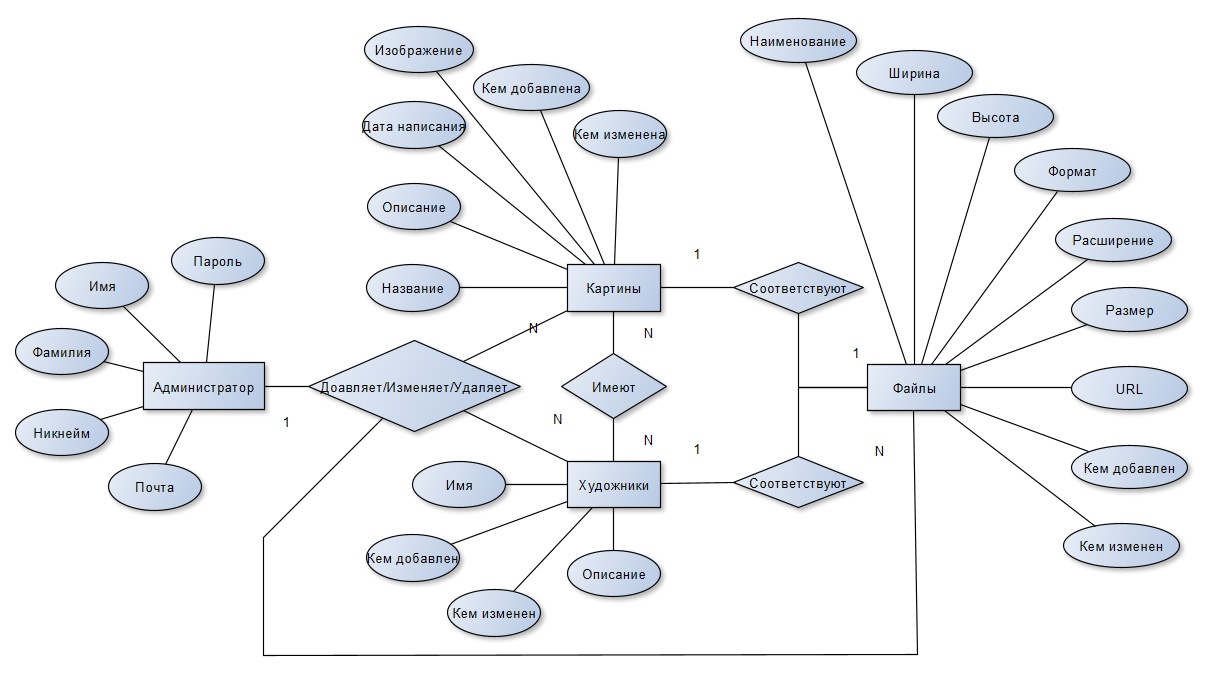 Наименование
Изображение
Ширина
Кем добавлена
Высота
Дата написания
Кем изменена
Формат
Описание
Расширение
1
Пароль
Имя
Название
Картины
Соответствуют
Размер
N
N
Фамилия
1
Администратор
Доавляет/Изменяет/Удаляет
Имеют
Файлы
URL
1
N
Никнейм
N
1
N
Кем добавлен
Почта
Имя
Художники
Соответствуют
Кем изменен
Кем добавлен
Описание
Кем изменен